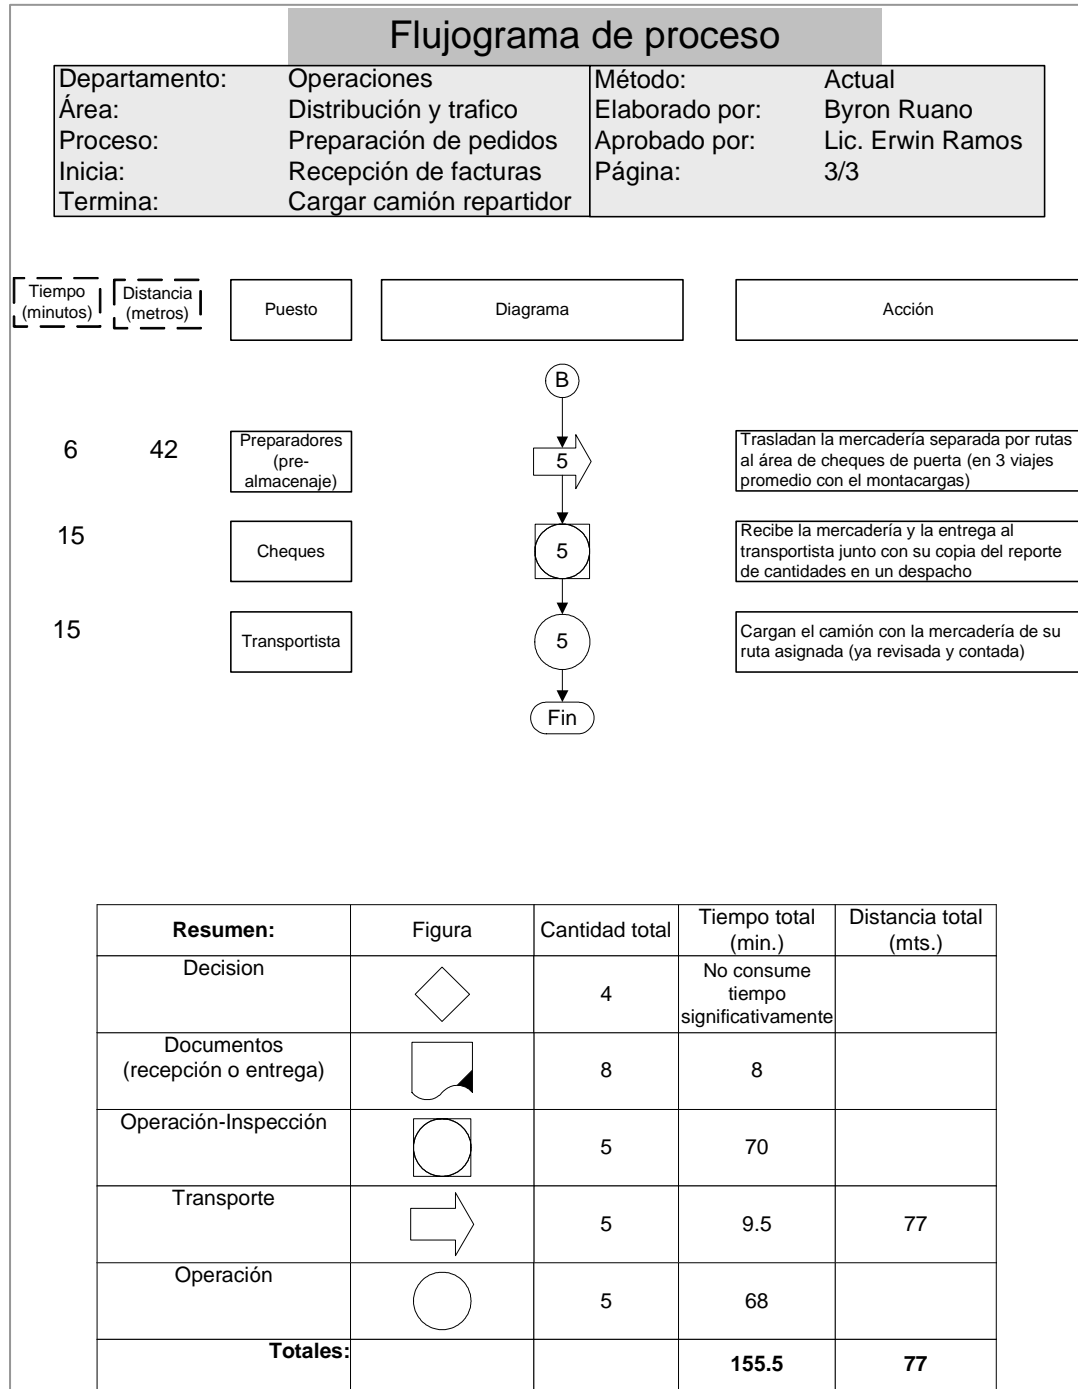 Flujograma de proceso
Departamento: Operaciones Método: Actual
Área: Distribución y trafico Elaborado por: Byron Ruano
Proceso: Preparación de pedidos Aprobado por: Lic. Erwin Ramos
Inicia: Recepción de facturas Página: 3/3
Termina: Cargar camión repartidor
Tiempo
(minutos)
Distancia
(metros)
Puesto
Diagrama
Acción
B
6
42
Preparadores
(pre-
almacenaje)
5
Trasladan la mercadería separada por rutas
al área de cheques de puerta (en 3 viajes
promedio con el montacargas)
15
Cheques
5
Recibe la mercadería y la entrega al
transportista junto con su copia del reporte
de cantidades en un despacho
15
Transportista
5
Cargan el camión con la mercadería de su
ruta asignada (ya revisada y contada)
Fin
Resumen:
Figura
Cantidad total
Tiempo total
(min.)
Distancia total
(mts.)
Decision
4
No consume
tiempo
significativamente
Documentos
(recepción o entrega)
8
8
Operación-Inspección
5
70
Transporte
5
9.5
77
Operación
5
68
Totales:
155.5
77